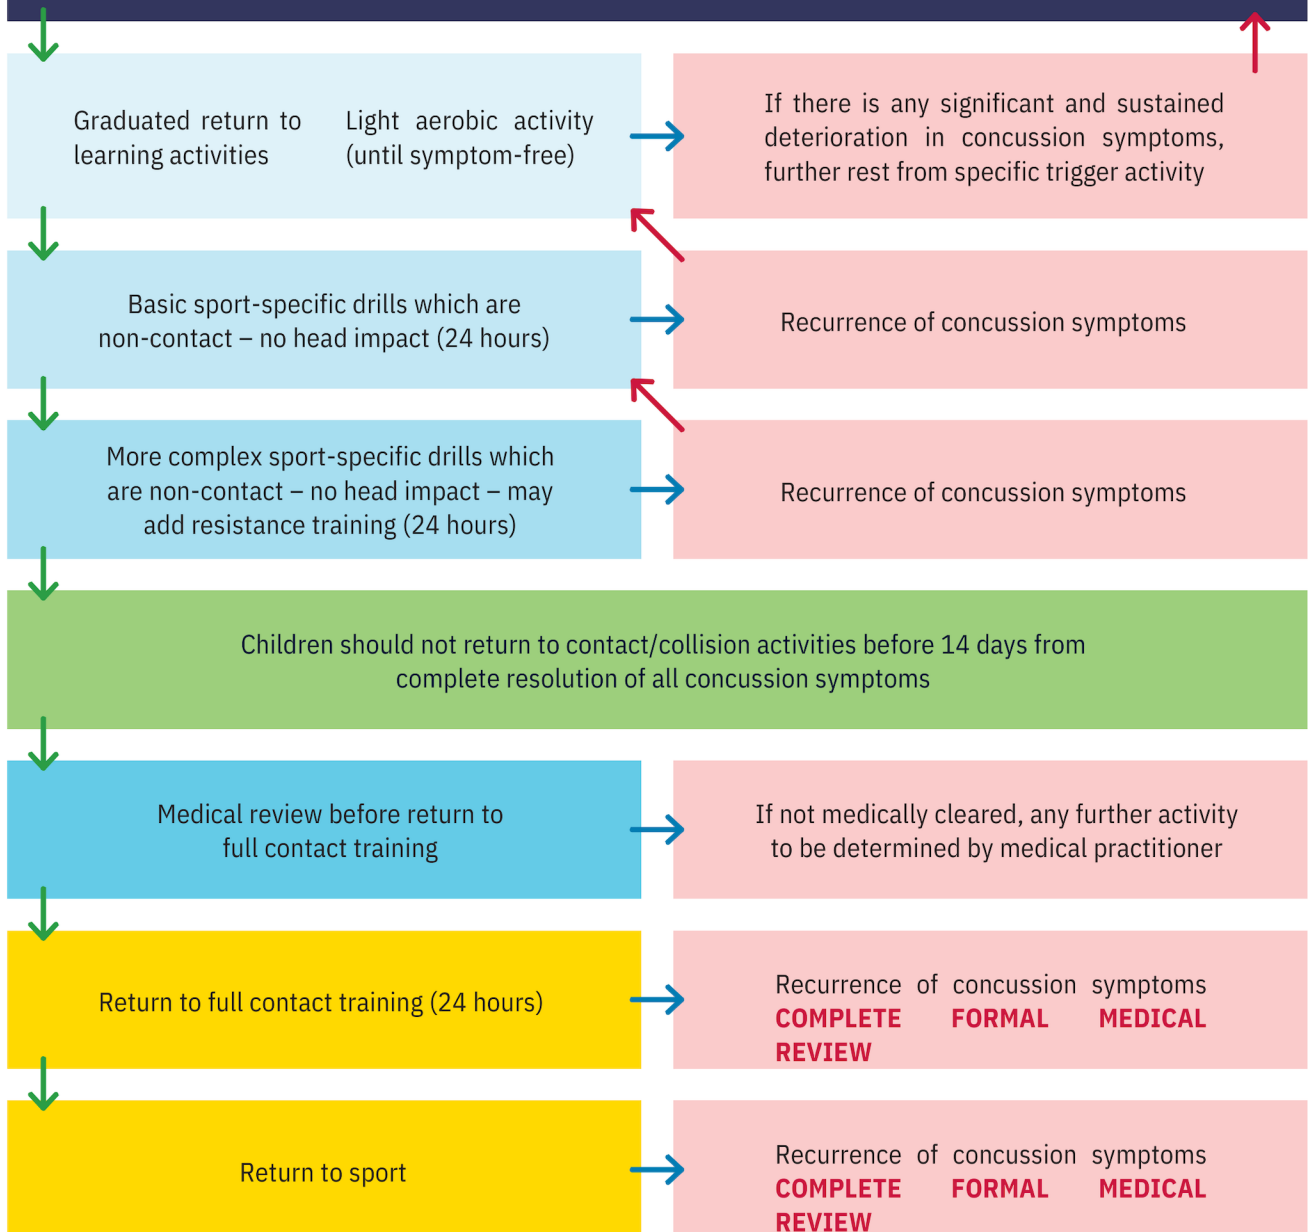 Graduated return to
learning activities
Light aerobic activity
(until symptom-free)
If there is any significant and sustained
deterioration in concussion symptoms,
further rest from specific trigger activity
Basic sport-specific drills which are
non-contact – no head impact (24 hours)
Recurrence of concussion symptoms
More complex sport-specific drills which
are non-contact – no head impact – may
add resistance training (24 hours)
Recurrence of concussion symptoms
Children should not return to contact/collision activities before 14 days from
complete resolution of all concussion symptoms
Medical review before return to
full contact training
If not medically cleared, any further activity
to be determined by medical practitioner
Return to full contact training (24 hours)
Recurrence of concussion symptoms
COMPLETE FORMAL MEDICAL
REVIEW
Return to sport
Recurrence of concussion symptoms
COMPLETE FORMAL MEDICAL
REVIEW